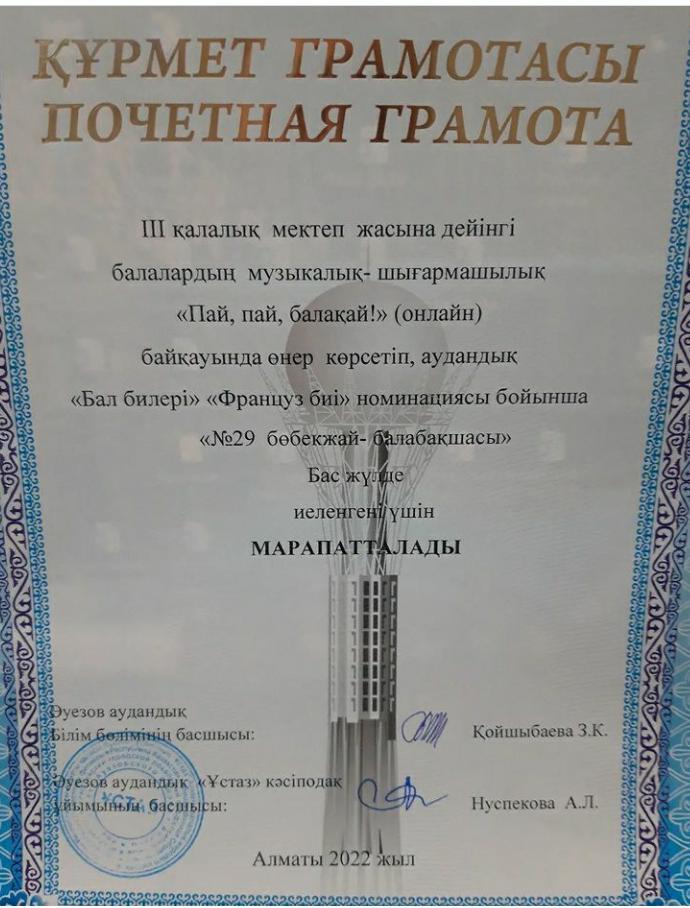 ҚҰРМЕТ ГРАМОТАСЫ
ПОЧЕТНАЯ ГРАМОТА
III қалалық мектеп жасына дейінгі
балалардың музыкалық- шығармашылық
«Пай, пай, балақай!» (онлайн)
байқауында өнер көрсетіп, аудандық
«Бал билері» «Француз биі» номинациясы бойынша
«№29 бөбекжай- балабақшасы»
Бас жүлде
иеленгені үшін
МАРАПАТТАЛАДЫ
Әуезов аудандық
Білім бөлімінің басшысы:
Қойшыбаева З.К.
Әуезов аудандық «Ұстаз» кәсіподақ
ұйымының басшысы:
Нуспекова А.Л.
Алматы 2022 жыл